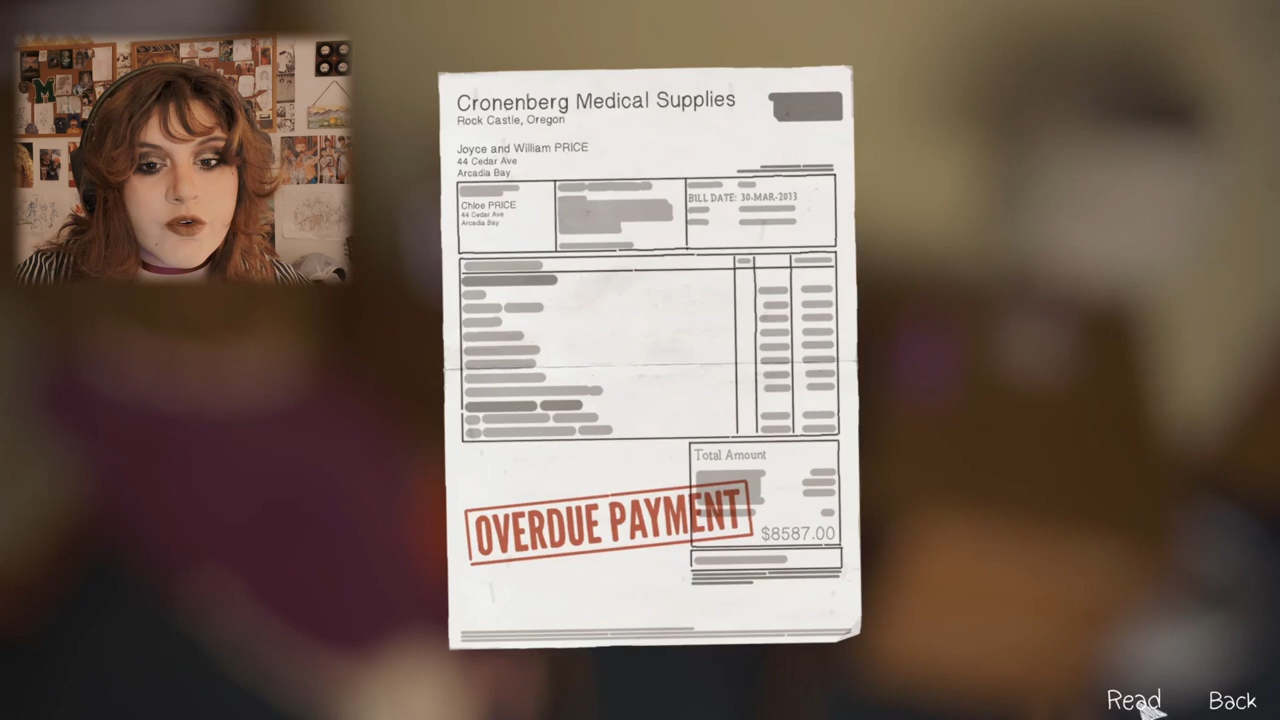 M
Cronenberg Medical Supplies
Rock Castle, Oregon
Joyce and William PRICE
44 Cedar Ave
Arcadia Bay
Chloe PRICE
44 Cedar Ave
Arcadia Bay
BILL DATE: 30-MAR-2013
Total Amount
OVERDUE PAYMENT
$8587.00
Read
Back